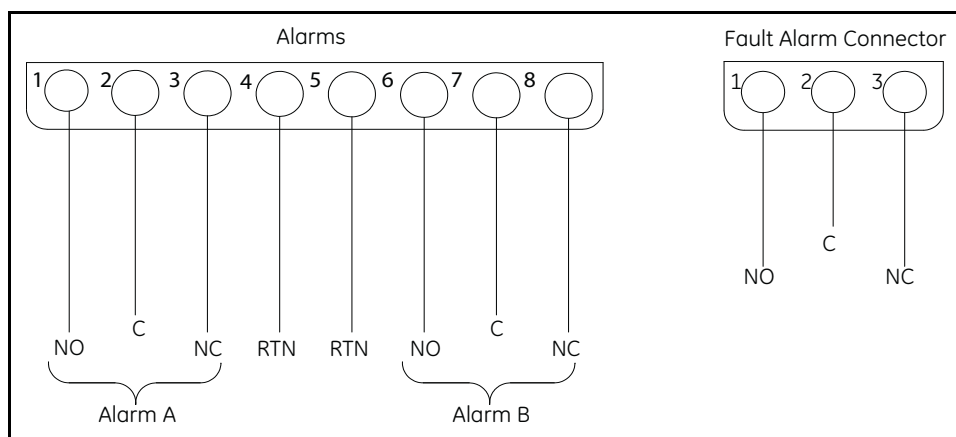 Alarms
1 2 3 4 5 6 7 8
NO C NC RTN RTN NO C NC
Alarm A Alarm B
Fault Alarm Connector
1 2 3
NO C NC